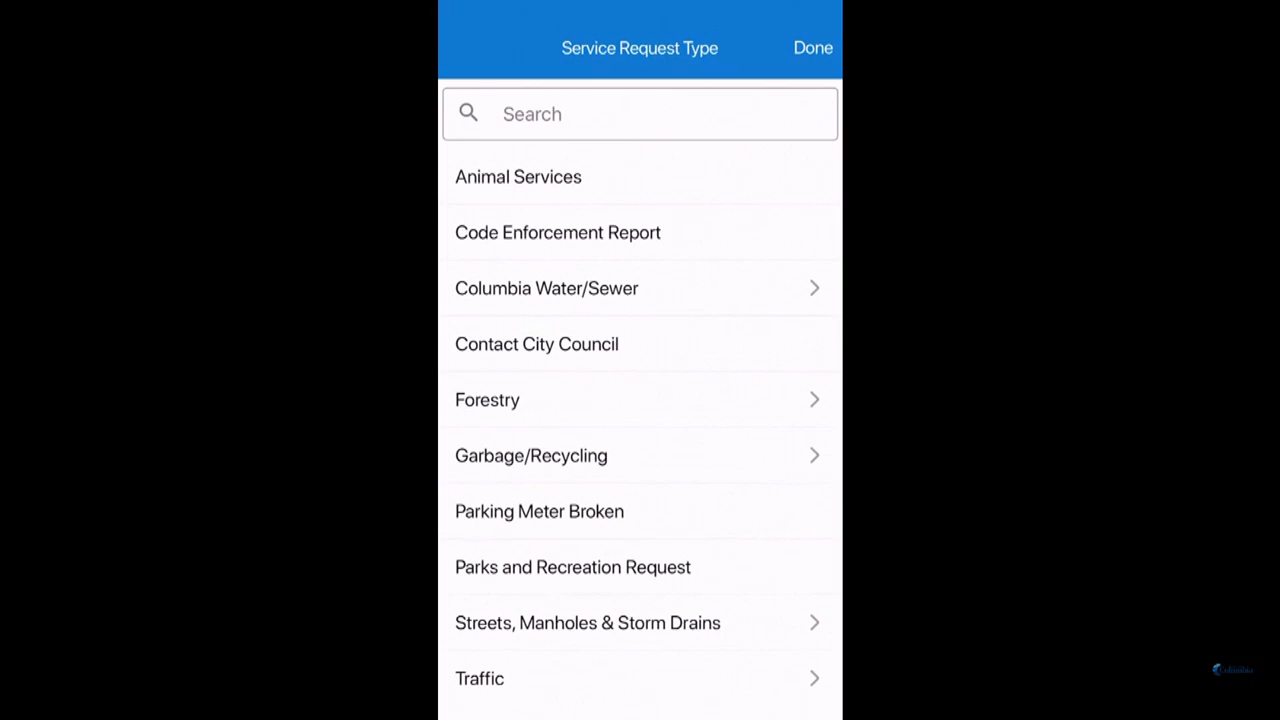 Service Request Type
Done
Search
Animal Services
Code Enforcement Report
Columbia Water/Sewer
Contact City Council
Forestry
Garbage/Recycling
Parking Meter Broken
Parks and Recreation Request
Streets, Manholes & Storm Drains
Traffic